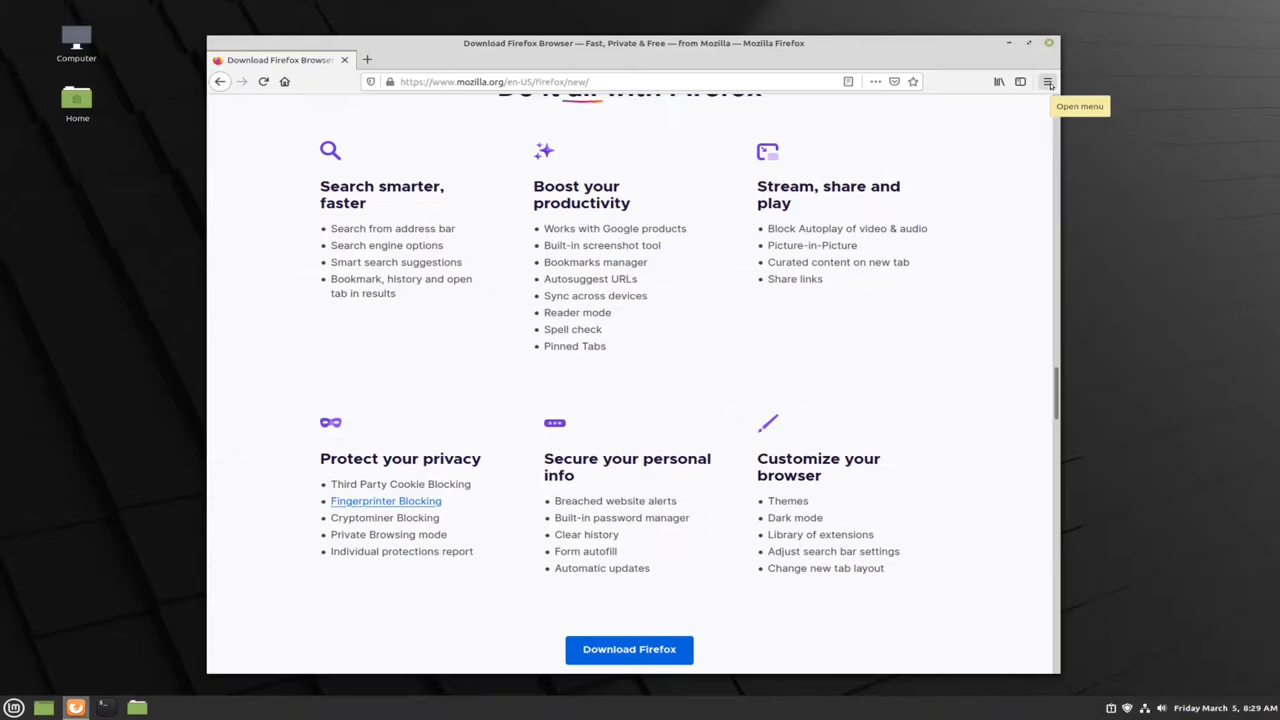 Computer
Home
Download Firefox Browser — Fast, Private & Free — from Mozilla — Mozilla Firefox
Download Firefox Browser
https://www.mozilla.org/en-US/firefox/new/
Open menu
Do it all with Firefox
Search smarter,
faster
Search from address bar
Search engine options
Smart search suggestions
Bookmark, history and open
tab in results
Boost your
productivity
Works with Google products
Built-in screenshot tool
Bookmarks manager
Autosuggest URLs
Sync across devices
Reader mode
Spell check
Pinned Tabs
Stream, share and
play
Block Autoplay of video & audio
Picture-in-Picture
Curated content on new tab
Share links
Protect your privacy
Third Party Cookie Blocking
Fingerprinter Blocking
Cryptominer Blocking
Private Browsing mode
Individual protections report
Secure your personal
info
Breached website alerts
Built-in password manager
Clear history
Form autofill
Automatic updates
Customize your
browser
Themes
Dark mode
Library of extensions
Adjust search bar settings
Change new tab layout
Download Firefox
Friday March 5, 8:29 AM